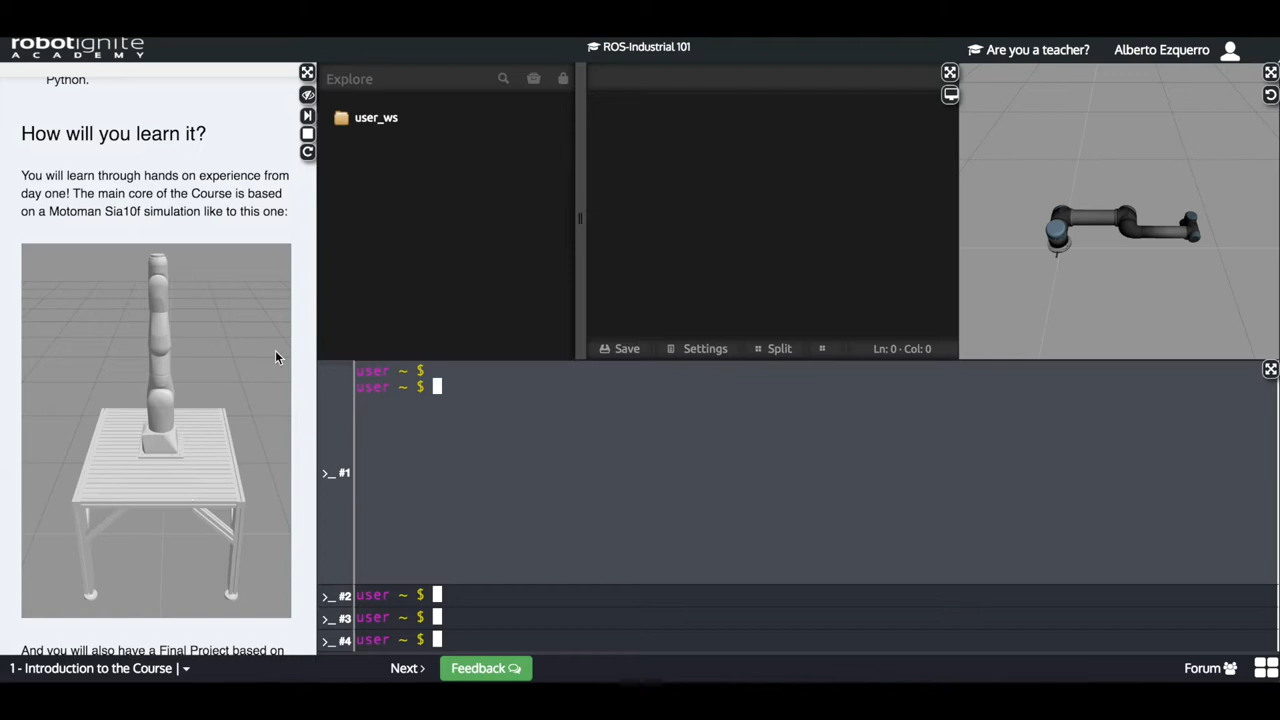 robotignite
ACADEMY
ROS-Industrial 101
Are you a teacher?
Alberto Ezquerro
Python.
How will you learn it?
You will learn through hands on experience from
day one! The main core of the Course is based
on a Motoman Sia10f simulation like to this one:
And you will also have a Final Project based on
Explore
user_ws
Save
Settings
Split
Ln: 0 · Col: 0
user ~ $
user ~ $
>_ #1
>_ #2 user ~ $
>_ #3 user ~ $
>_ #4 user ~ $
1 - Introduction to the Course |
Next >
Feedback
Forum